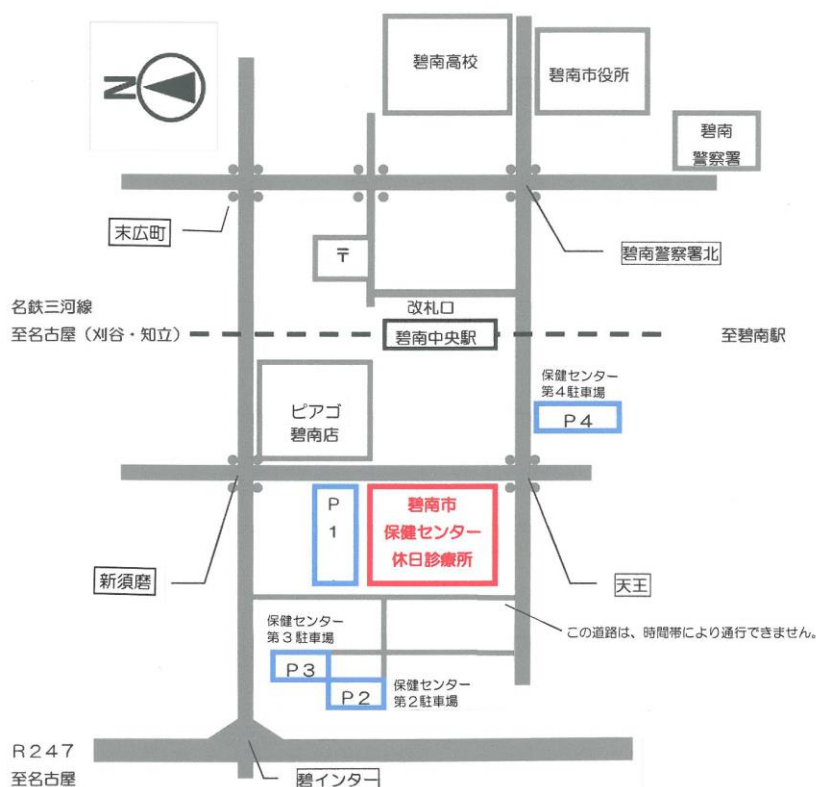 碧南高校
碧南市役所
碧南
警察署
N
末広町
〒
碧南警察署北
名鉄三河線
至名古屋（刈谷・知立）
改札口
碧南中央駅
至碧南駅
保健センター
第4駐車場
P4
ピアゴ
碧南店
P
1
碧南市
保健センター
休日診療所
新須磨
天王
この道路は、時間帯により通行できません。
保健センター
第3駐車場
P3
P2
保健センター
第2駐車場
R247
至名古屋
碧インター